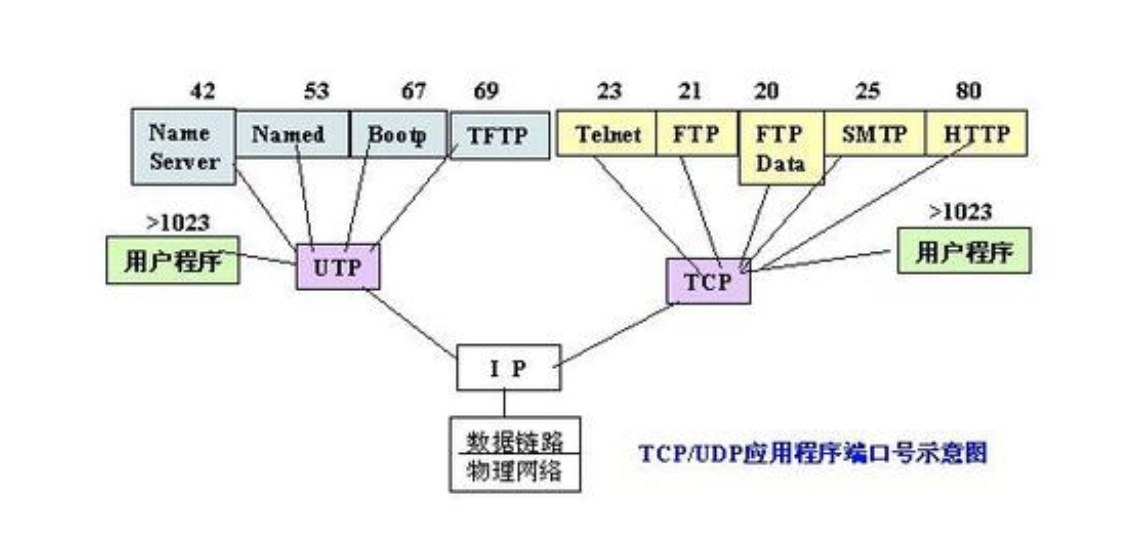 42 53 67 69 23 21 20 25 80
Name Named Bootp TFTP Telnet FTP FTP SMTP HTTP
Server Data
>1023 >1023
用户程序 UTP TCP 用户程序
I P
数据链路
物理网络
TCP/UDP应用程序端口号示意图